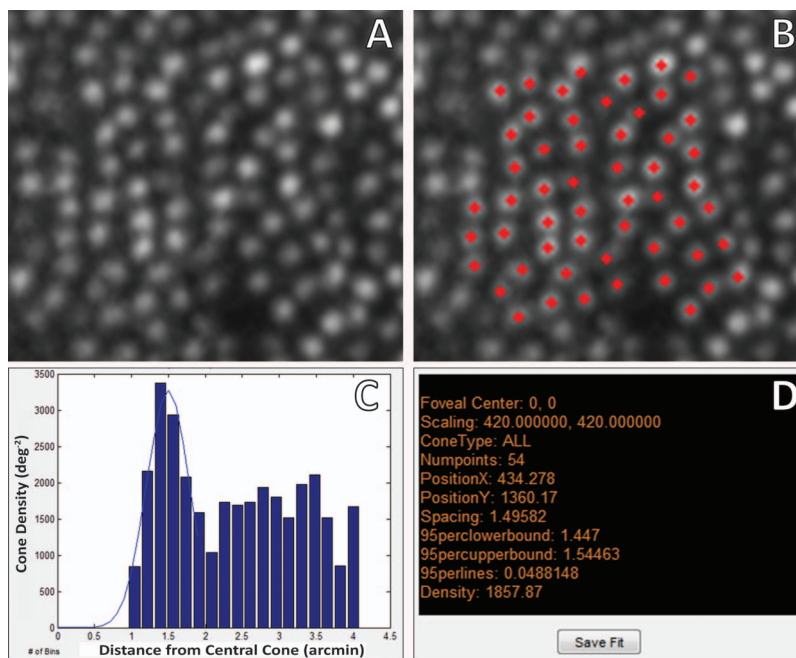 A
B
3500
3000
2500
2000
1500
1000
500
0
Cone Density (deg-2)
0 0.5 1 1.5 2 2.5 3 3.5 4 4.5
# of Bins
Distance from Central Cone (arcmin)
C
D
Foveal Center: 0, 0
Scaling: 420.000000, 420.000000
ConeType: ALL
Numpoints: 54
PositionX: 434.278
PositionY: 1360.17
Spacing: 1.49582
95perclowerbound: 1.447
95percupperbound: 1.54463
95perlines: 0.0488148
Density: 1857.87
Save Fit